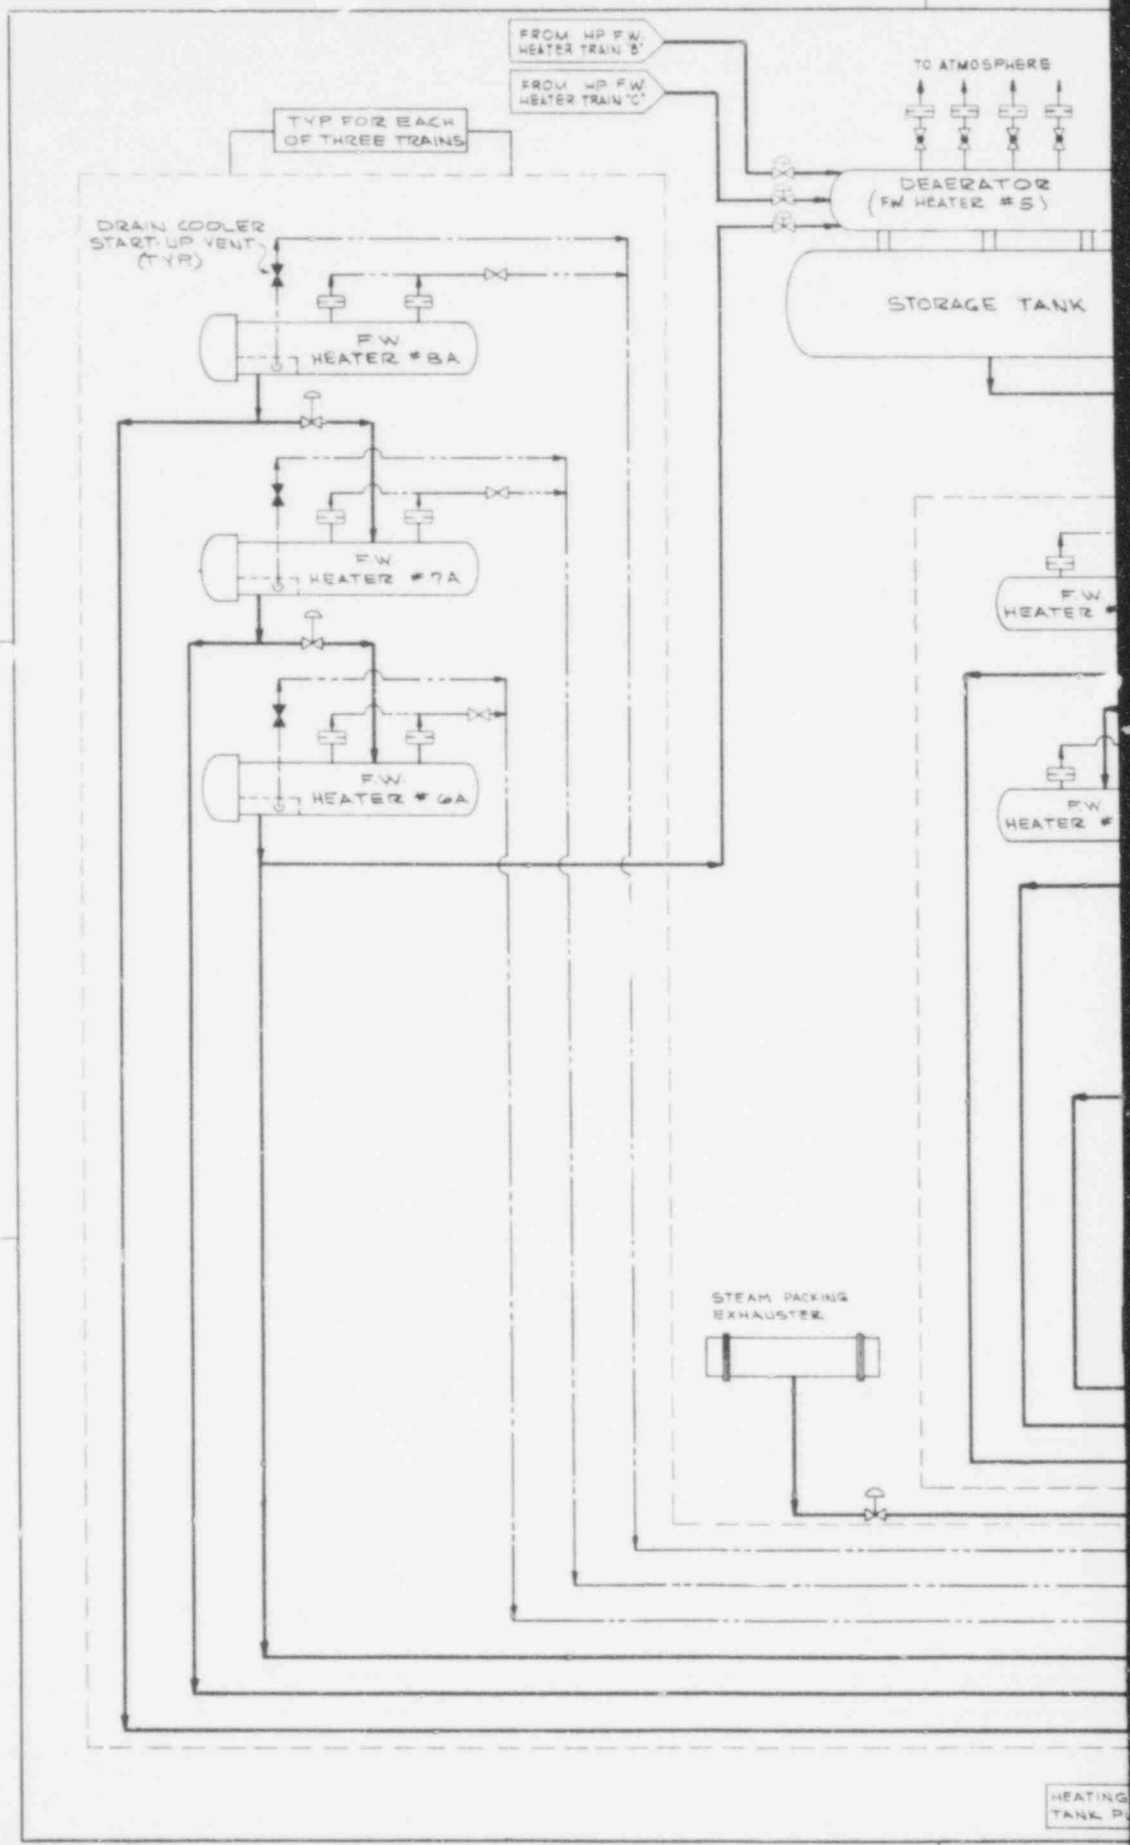 FROM HP F.W.
HEATER TRAIN "B"
FROM HP F.W.
HEATER TRAIN "C"
TO ATMOSPHERE
TYP FOR EACH
OF THREE TRAINS
DEAERATOR
(F.W. HEATER #5)
DRAIN COOLER
START-UP VENT
(TYP.)
STORAGE TANK
F.W.
HEATER #8A
F.W.
HEATER #7A
F.W.
HEATER #
F.W.
HEATER #6A
F.W.
HEATER #
STEAM PACKING
EXHAUSTER
HEATING
TANK